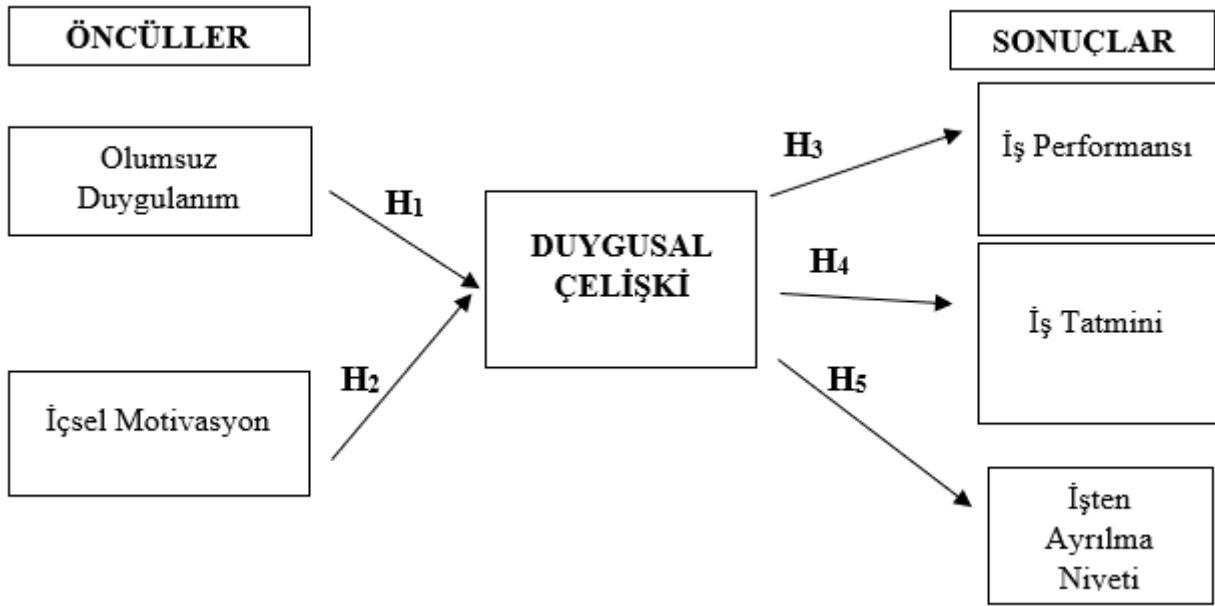 ÖNCÜLLER
Olumsuz
Duygulanım
İçsel Motivasyon
H1
H2
DUYGUSAL
ÇELİŞKİ
H3
H4
H5
SONUÇLAR
İş Performansı
İş Tatmini
İşten
Ayrılma
Niyeti